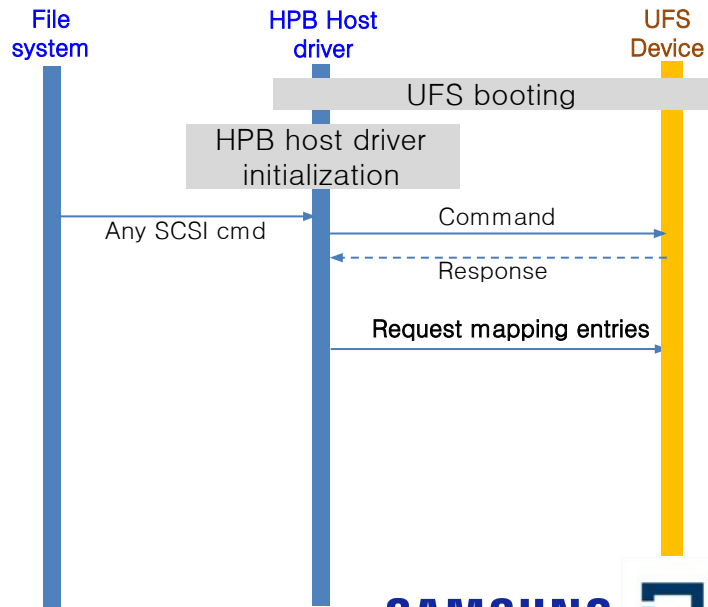 File
system
HPB Host
driver
UFS
Device
UFS booting
HPB host driver
initialization
Any SCSI cmd
Command
Response
Request mapping entries
SAMSUNG